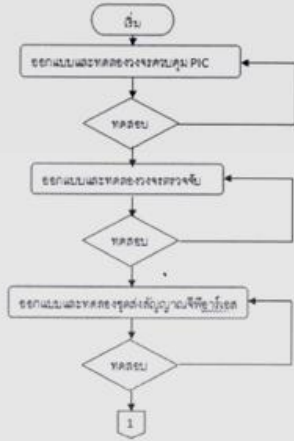 เริ่ม
ออกแบบและทดลองวงจรควบคุม PIC
ทดสอบ
ออกแบบและทดลองวงจรตรวจจับ
ทดสอบ
ออกแบบและทดลองชุดส่งสัญญาณจีพีอาร์เอส
ทดสอบ
1